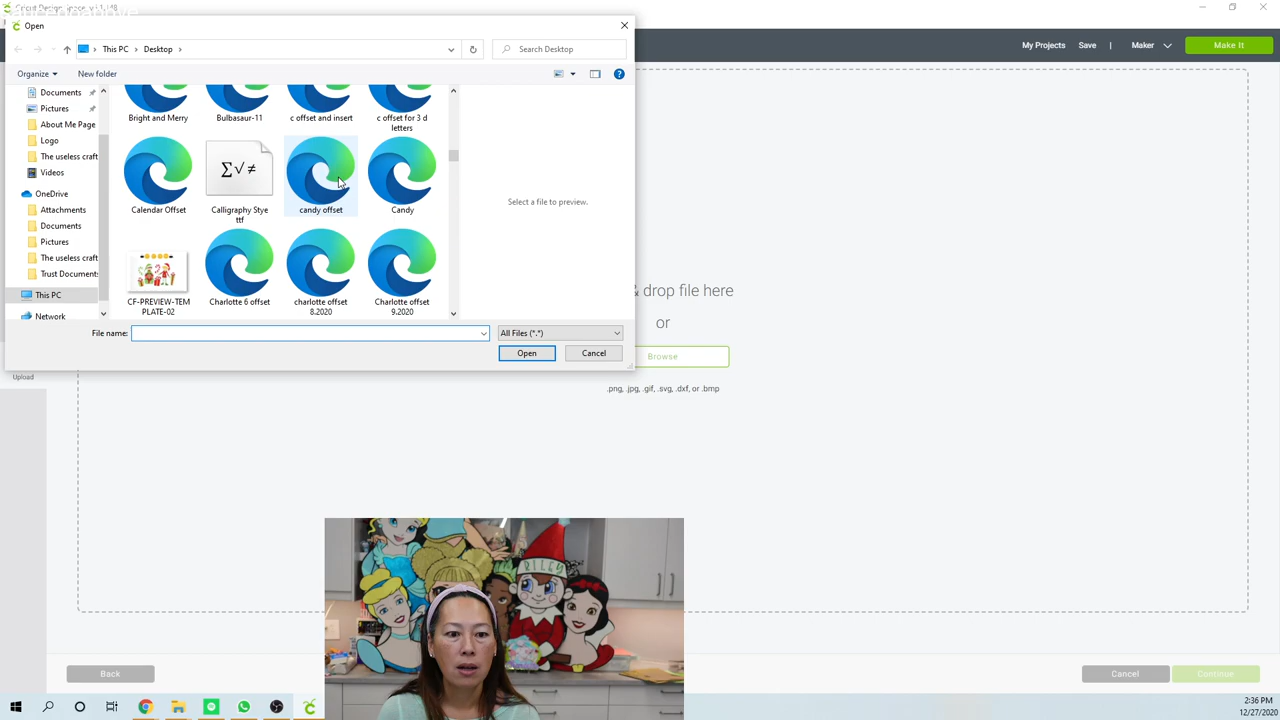 Open
This PC
Desktop
Search Desktop
Organize
New folder
Documents
Pictures
About Me Page
Logo
The useless craft
Videos
OneDrive
Attachments
Documents
Pictures
The useless craft
Trust Documents
This PC
Network
Bright and Merry
Bulbasaur-11
c offset and insert
c offset for 3 d
letters
Calendar Offset
Σ√≠
Calligraphy Stye
ttf
candy offset
Candy
CF-PREVIEW-TEM
PLATE-02
Charlotte 6 offset
charlotte offset
8.2020
Charlotte offset
9.2020
Select a file to preview.
File name:
All Files (*.*)
Open
Cancel
My Projects
Save
|
Maker
Make It
& drop file here
or
Browse
.png, .jpg, .gif, .svg, .dxf, or .bmp
Upload
RILEY
Back
Cancel
Continue
2:36 PM
12/27/2020